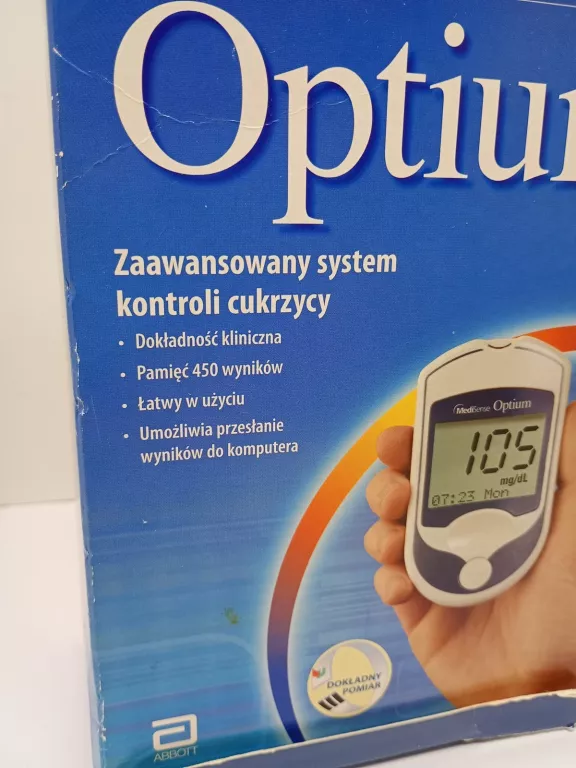 Optium
Zaawansowany system
kontroli cukrzycy
• Dokładność kliniczna
• Pamięć 450 wyników
• Łatwy w użyciu
• Umożliwia przesłanie
wyników do komputera
MediSense Optium
105
mg/dL
07:23 Mon
DOKŁADNY
POMIAR
ABBOTT